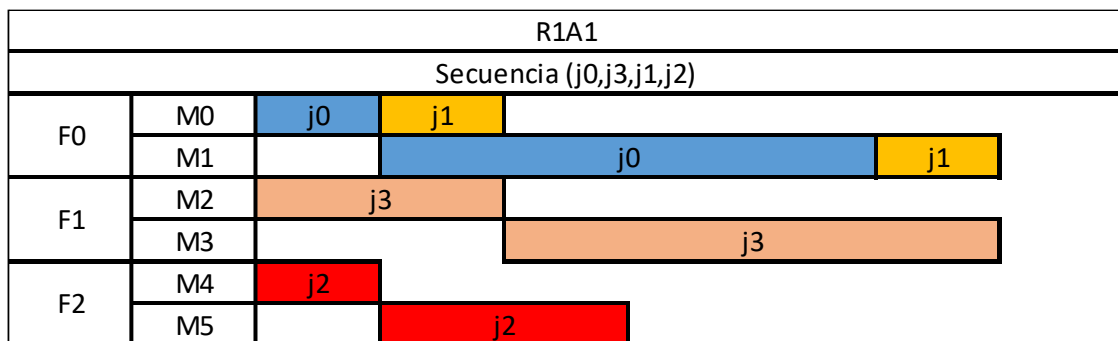 R1A1
Secuencia (j0,j3,j1,j2)
F0 M0 j0 j1
M1 j0 j1
F1 M2 j3
M3 j3
F2 M4 j2
M5 j2